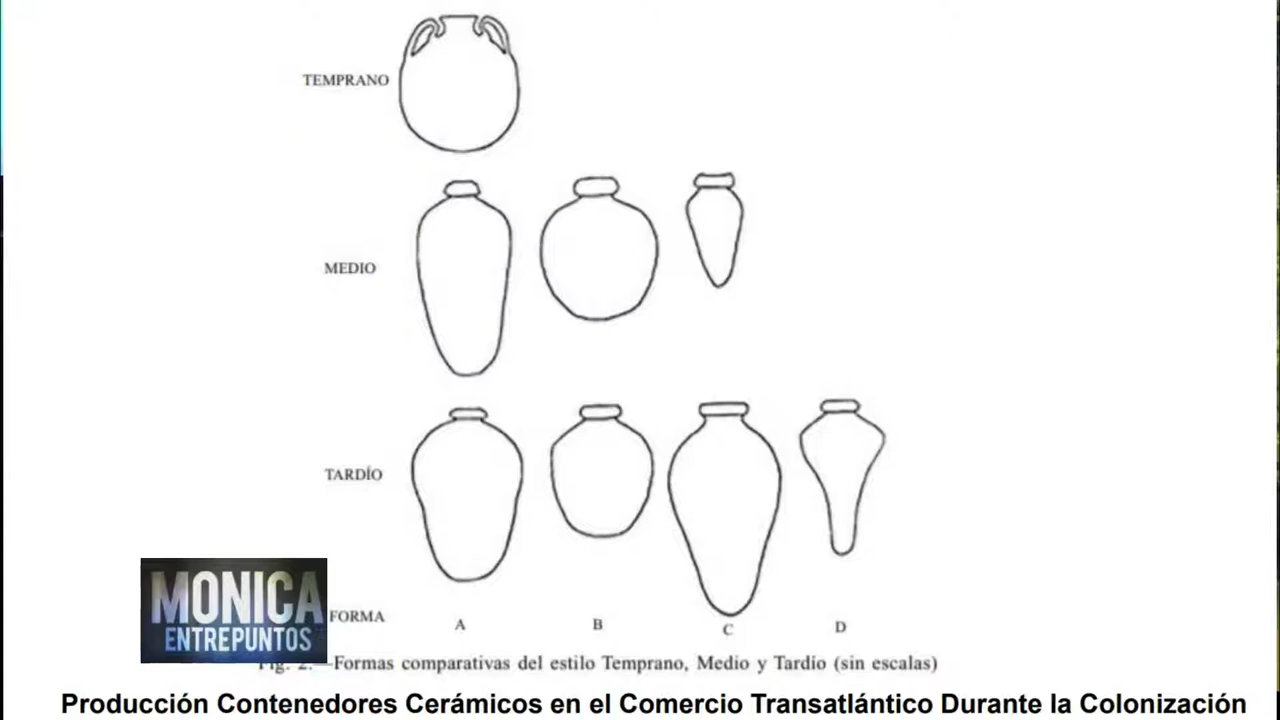 TEMPRANO
MEDIO
TARDÍO
FORMA A B C D
Fig. 2.—Formas comparativas del estilo Temprano, Medio y Tardío (sin escalas)
MONICA
ENTREPUNTOS
Producción Contenedores Cerámicos en el Comercio Transatlántico Durante la Colonización